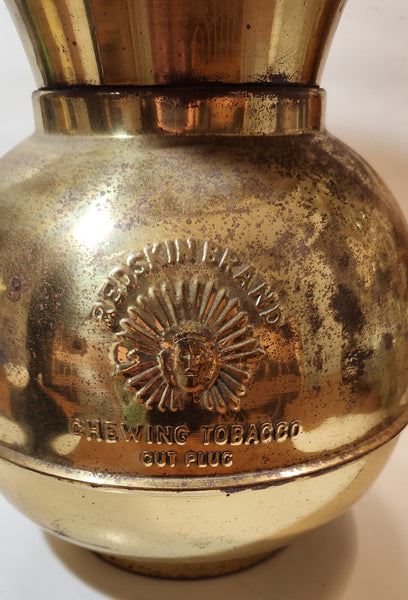 REDSKIN BRAND
CHEWING TOBACCO
CUT PLUG